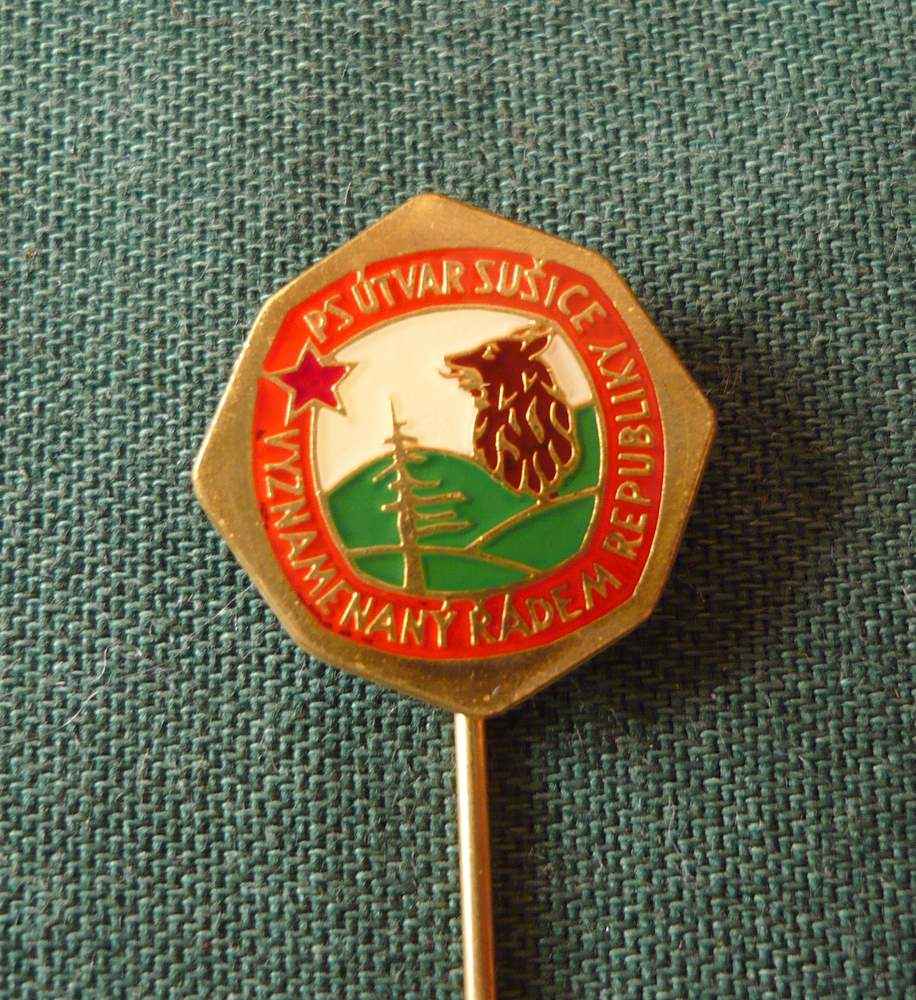 PS ÚTVAR SUŠICE
VYZNAMENANÝ ŘÁDEM REPUBLIKY